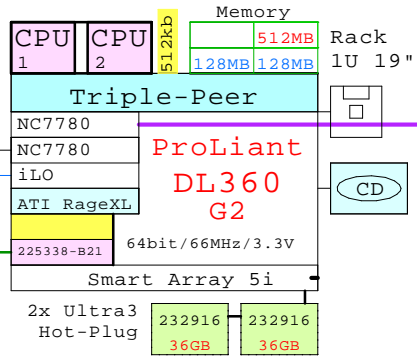 Memory
CPU
1
CPU
2
512kb
512MB
128MB 128MB
Rack
1U 19"
Triple-Peer
NC7780
NC7780
iLO
ATI RageXL
225338-B21
ProLiant
DL360
G2
64bit/66MHz/3.3V
CD
Smart Array 5i
2x Ultra3
Hot-Plug
232916
36GB
232916
36GB